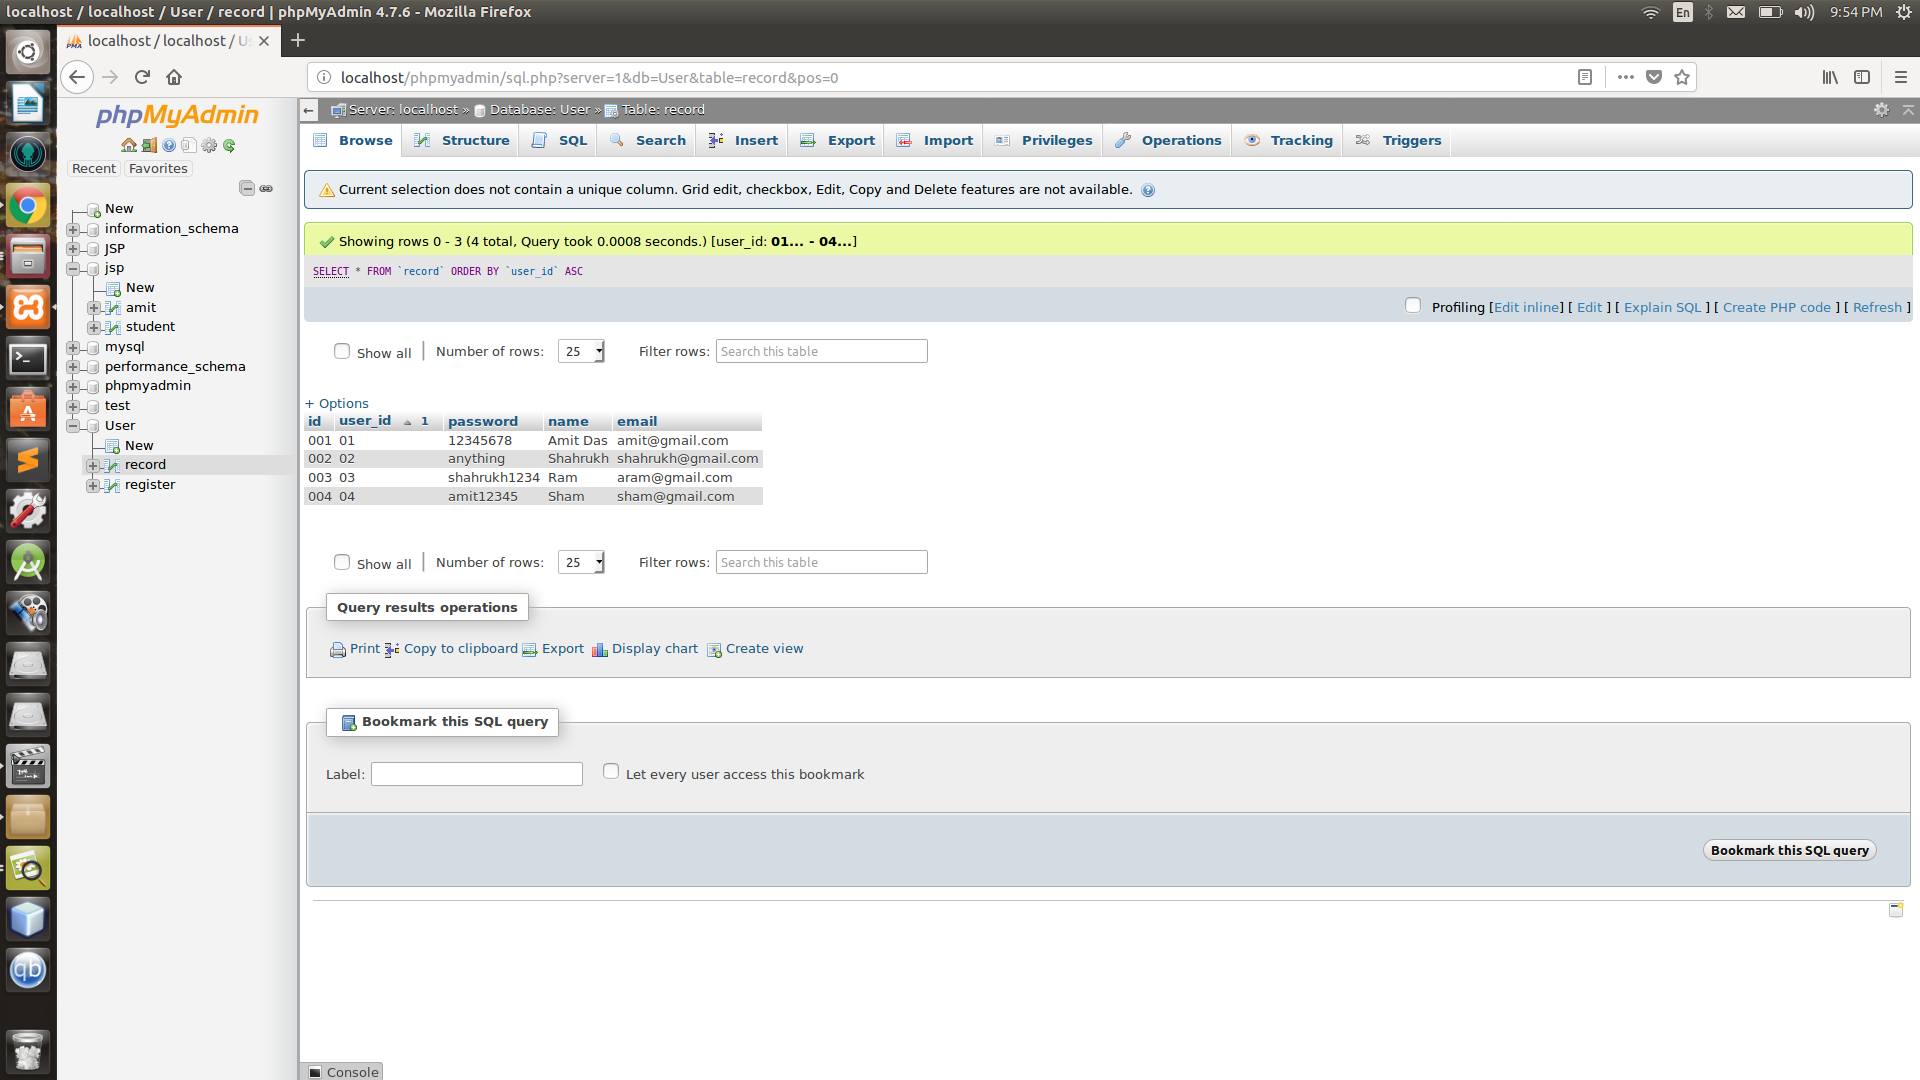 localhost / localhost / User / record | phpMyAdmin 4.7.6 - Mozilla Firefox
En
9:54 PM
localhost / localhost / Us
localhost/phpmyadmin/sql.php?server=1&db=User&table=record&pos=0
phpMyAdmin
Recent Favorites
New
information_schema
JSP
jsp
New
amit
student
mysql
performance_schema
phpmyadmin
test
User
New
record
register
Server: localhost » Database: User » Table: record
Browse Structure SQL Search Insert Export Import Privileges Operations Tracking Triggers
Current selection does not contain a unique column. Grid edit, checkbox, Edit, Copy and Delete features are not available.
Showing rows 0 - 3 (4 total, Query took 0.0008 seconds.) [user_id: 01... - 04...]
SELECT * FROM `record` ORDER BY `user_id` ASC
Profiling [Edit inline] [ Edit ] [ Explain SQL ] [ Create PHP code ] [ Refresh ]
Show all | Number of rows: 25 Filter rows: Search this table
+ Options
id user_id 1 password name email
001 01 12345678 Amit Das amit@gmail.com
002 02 anything Shahrukh shahrukh@gmail.com
003 03 shahrukh1234 Ram aram@gmail.com
004 04 amit12345 Sham sham@gmail.com
Show all | Number of rows: 25 Filter rows: Search this table
Query results operations
Print Copy to clipboard Export Display chart Create view
Bookmark this SQL query
Label: Let every user access this bookmark
Bookmark this SQL query
Console
qb